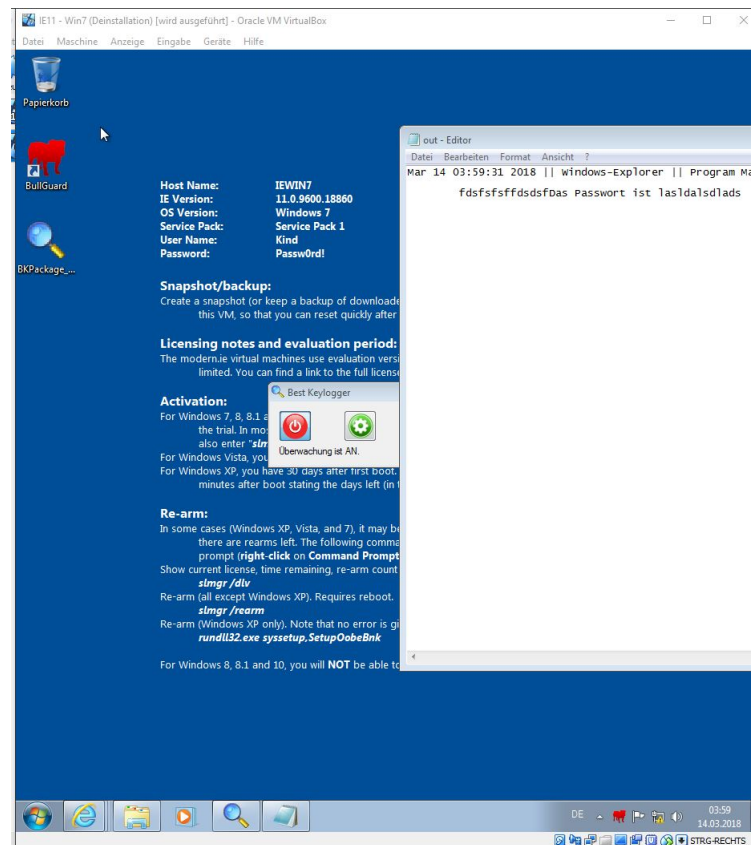 IE11 - Win7 (Deinstallation) [wird ausgeführt] - Oracle VM VirtualBox
Datei Maschine Anzeige Eingabe Geräte Hilfe
Papierkorb
BullGuard
BKPackage_...
Host Name: IEWIN7
IE Version: 11.0.9600.18860
OS Version: Windows 7
Service Pack: Service Pack 1
User Name: Kind
Password: Passw0rd!
Snapshot/backup:
Create a snapshot (or keep a backup of downloade
this VM, so that you can reset quickly after
Licensing notes and evaluation period:
The modern.ie virtual machines use evaluation versi
limited. You can find a link to the full license
Activation:
For Windows 7, 8, 8.1 a
the trial. In mos
also enter "slm
For Windows Vista, you
For Windows XP, you have 30 days after first boot.
minutes after boot stating the days left (in t
Re-arm:
In some cases (Windows XP, Vista, and 7), it may be
there are rearms left. The following comma
prompt (right-click on Command Prompt
Show current license, time remaining, re-arm count
slmgr /dlv
Re-arm (all except Windows XP). Requires reboot.
slmgr /rearm
Re-arm (Windows XP only). Note that no error is gi
rundll32.exe syssetup,SetupOobeBnk
For Windows 8, 8.1 and 10, you will NOT be able to
Best Keylogger
Überwachung ist AN.
out - Editor
Datei Bearbeiten Format Ansicht ?
Mar 14 03:59:31 2018 || Windows-Explorer || Program Ma
fdsfsfsffdsdsfDas Passwort ist lasldalsdlads
DE
03:59
14.03.2018
STRG-RECHTS